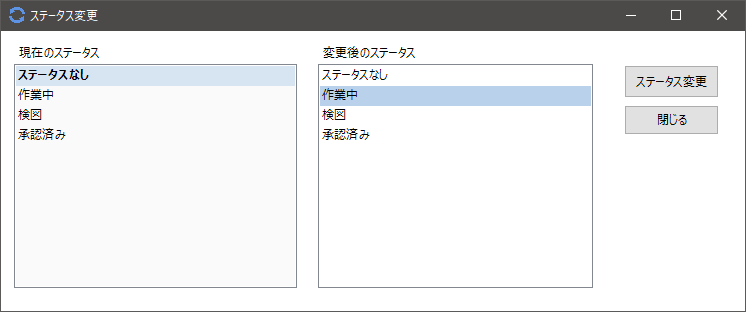 ステータス変更
現在のステータス
ステータスなし
作業中
検図
承認済み
変更後のステータス
ステータスなし
作業中
検図
承認済み
ステータス変更
閉じる